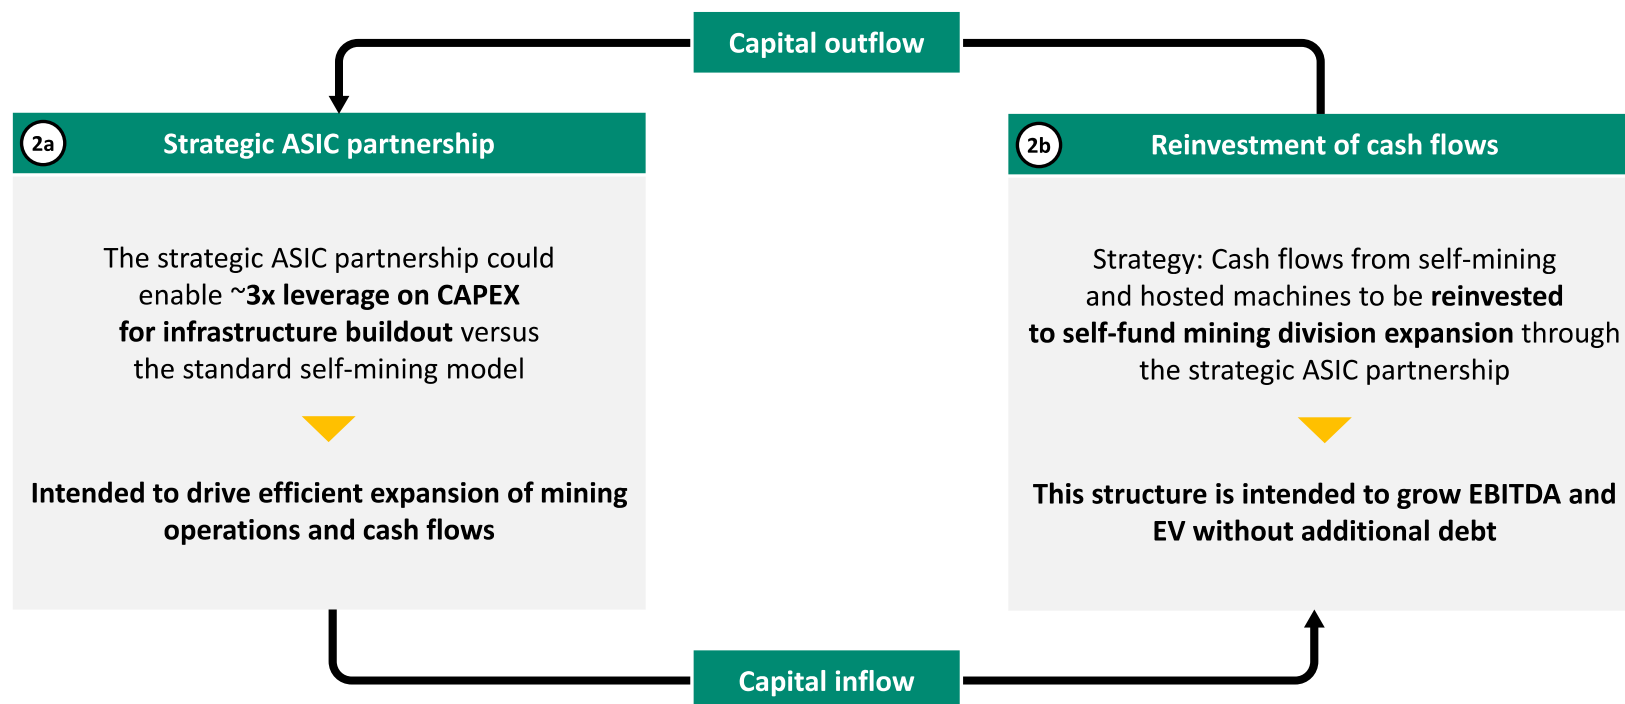 Capital outflow
2a
Strategic ASIC partnership
The strategic ASIC partnership could
enable ~3x leverage on CAPEX
for infrastructure buildout versus
the standard self-mining model
Intended to drive efficient expansion of mining
operations and cash flows
2b
Reinvestment of cash flows
Strategy: Cash flows from self-mining
and hosted machines to be reinvested
to self-fund mining division expansion through
the strategic ASIC partnership
This structure is intended to grow EBITDA and
EV without additional debt
Capital inflow